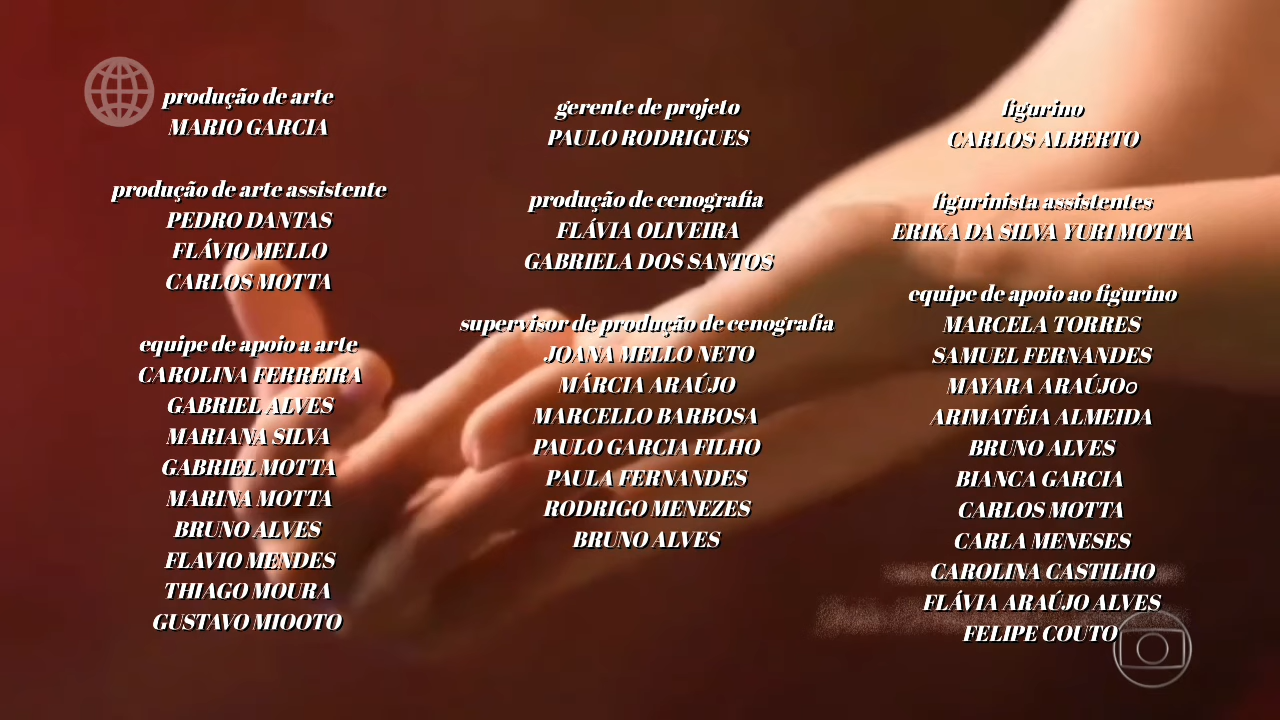 produção de arte
MARIO GARCIA
produção de arte assistente
PEDRO DANTAS
FLÁVIO MELLO
CARLOS MOTTA
equipe de apoio a arte
CAROLINA FERREIRA
GABRIEL ALVES
MARIANA SILVA
GABRIEL MOTTA
MARINA MOTTA
BRUNO ALVES
FLAVIO MENDES
THIAGO MOURA
GUSTAVO MIOOTO
gerente de projeto
PAULO RODRIGUES
produção de cenografia
FLÁVIA OLIVEIRA
GABRIELA DOS SANTOS
supervisor de produção de cenografia
JOANA MELLO NETO
MÁRCIA ARAÚJO
MARCELLO BARBOSA
PAULO GARCIA FILHO
PAULA FERNANDES
RODRIGO MENEZES
BRUNO ALVES
figurino
CARLOS ALBERTO
figurinista assistentes
ERIKA DA SILVA YURI MOTTA
equipe de apoio ao figurino
MARCELA TORRES
SAMUEL FERNANDES
MAYARA ARAÚJOo
ARIMATÉIA ALMEIDA
BRUNO ALVES
BIANCA GARCIA
CARLOS MOTTA
CARLA MENESES
CAROLINA CASTILHO
FLÁVIA ARAÚJO ALVES
FELIPE COUTO